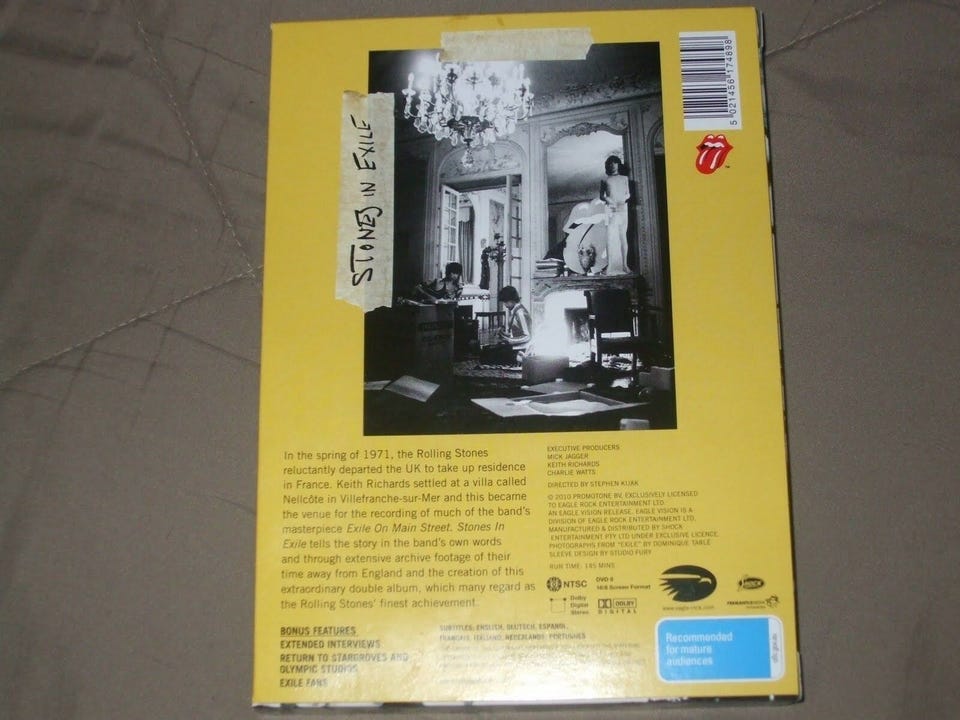 5 021456 174898
STONES IN EXILE
In the spring of 1971, the Rolling Stones
reluctantly departed the UK to take up residence
in France. Keith Richards settled at a villa called
Nellcôte in Villefranche-sur-Mer and this became
the venue for the recording of much of the band's
masterpiece Exile On Main Street. Stones In
Exile tells the story in the band's own words
and through extensive archive footage of their
time away from England and the creation of this
extraordinary double album, which many regard as
the Rolling Stones' finest achievement.
BONUS FEATURES
EXTENDED INTERVIEWS
RETURN TO STARGROVES AND
OLYMPIC STUDIOS
EXILE FANS
EXECUTIVE PRODUCERS
MICK JAGGER
KEITH RICHARDS
CHARLIE WATTS
DIRECTED BY STEPHEN KIJAK
© 2010 PROMOTONE BV, EXCLUSIVELY LICENSED
TO EAGLE ROCK ENTERTAINMENT LTD.
AN EAGLE VISION RELEASE. EAGLE VISION IS A
DIVISION OF EAGLE ROCK ENTERTAINMENT LTD.
MANUFACTURED & DISTRIBUTED BY SHOCK
ENTERTAINMENT PTY LTD UNDER EXCLUSIVE LICENCE.
PHOTOGRAPHS FROM "EXILE" BY DOMINIQUE TARLE
SLEEVE DESIGN BY STUDIO FURY
RUN TIME: 145 MINS
NTSC
DVD 9
16:9 Screen Format
Dolby
Digital
Stereo
DOLBY
DIGITAL
www.eagle-rock.com
SHOCK
FREMANTLEMEDIA
SUBTITLES: ENGLISH, DEUTSCH, ESPAÑOL,
FRANÇAIS, ITALIANO, NEDERLANDS, PORTUGUES
Recommended
for mature
audiences